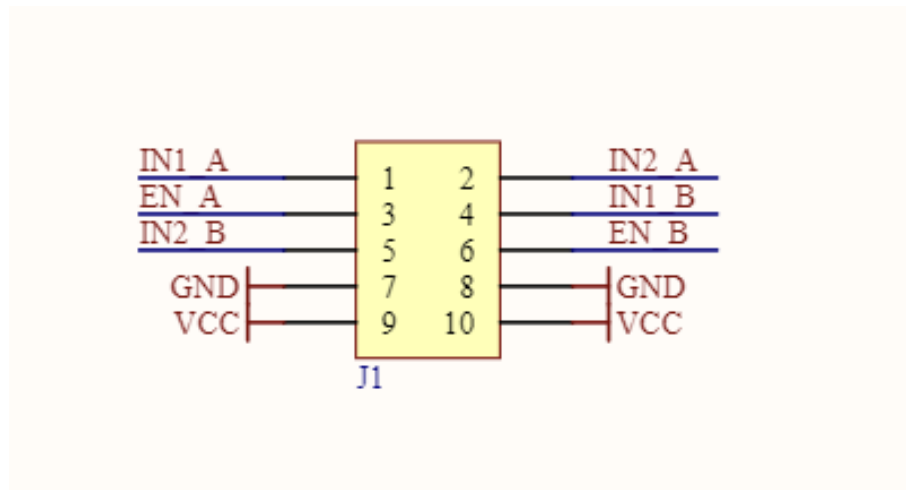 IN1_A IN2_A
1 2
EN_A IN1_B
3 4
IN2_B EN_B
5 6
GND 7 8 GND
VCC 9 10 VCC
J1